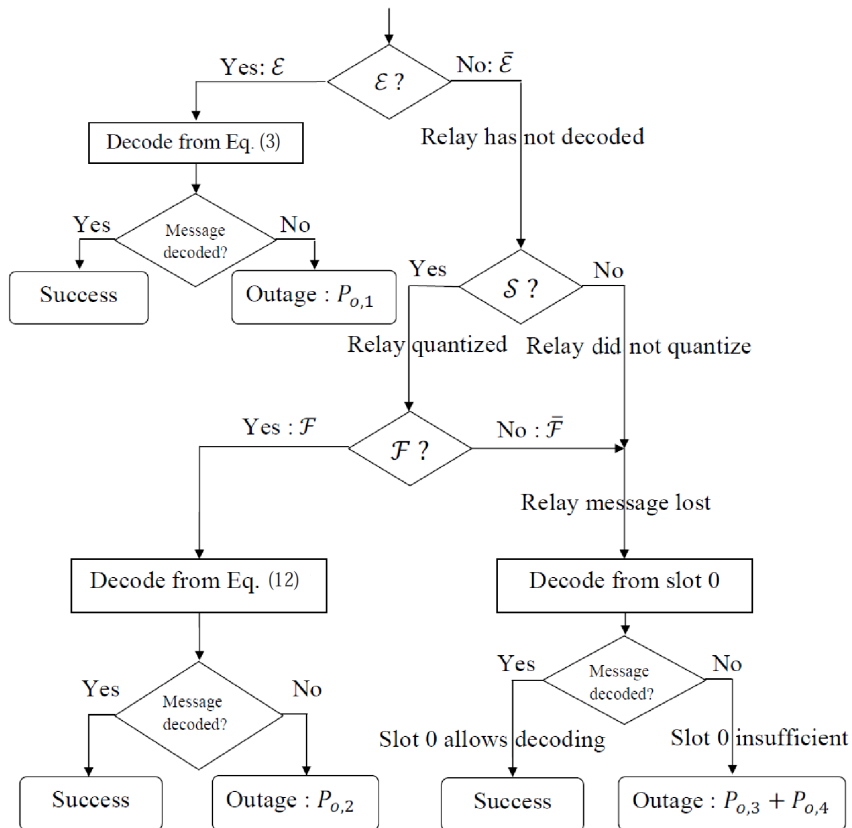 Yes: ℰ
ℰ ?
No: ℰ̄
Decode from Eq. (3)
Relay has not decoded
Yes
Message
decoded?
No
Success
Outage : P_{o,1}
Yes
𝒮 ?
No
Relay quantized
Relay did not quantize
Yes : ℱ
ℱ ?
No : ℱ̄
Relay message lost
Decode from Eq. (12)
Decode from slot 0
Yes
Message
decoded?
No
Yes
Message
decoded?
No
Slot 0 allows decoding
Slot 0 insufficient
Success
Outage : P_{o,2}
Success
Outage : P_{o,3} + P_{o,4}